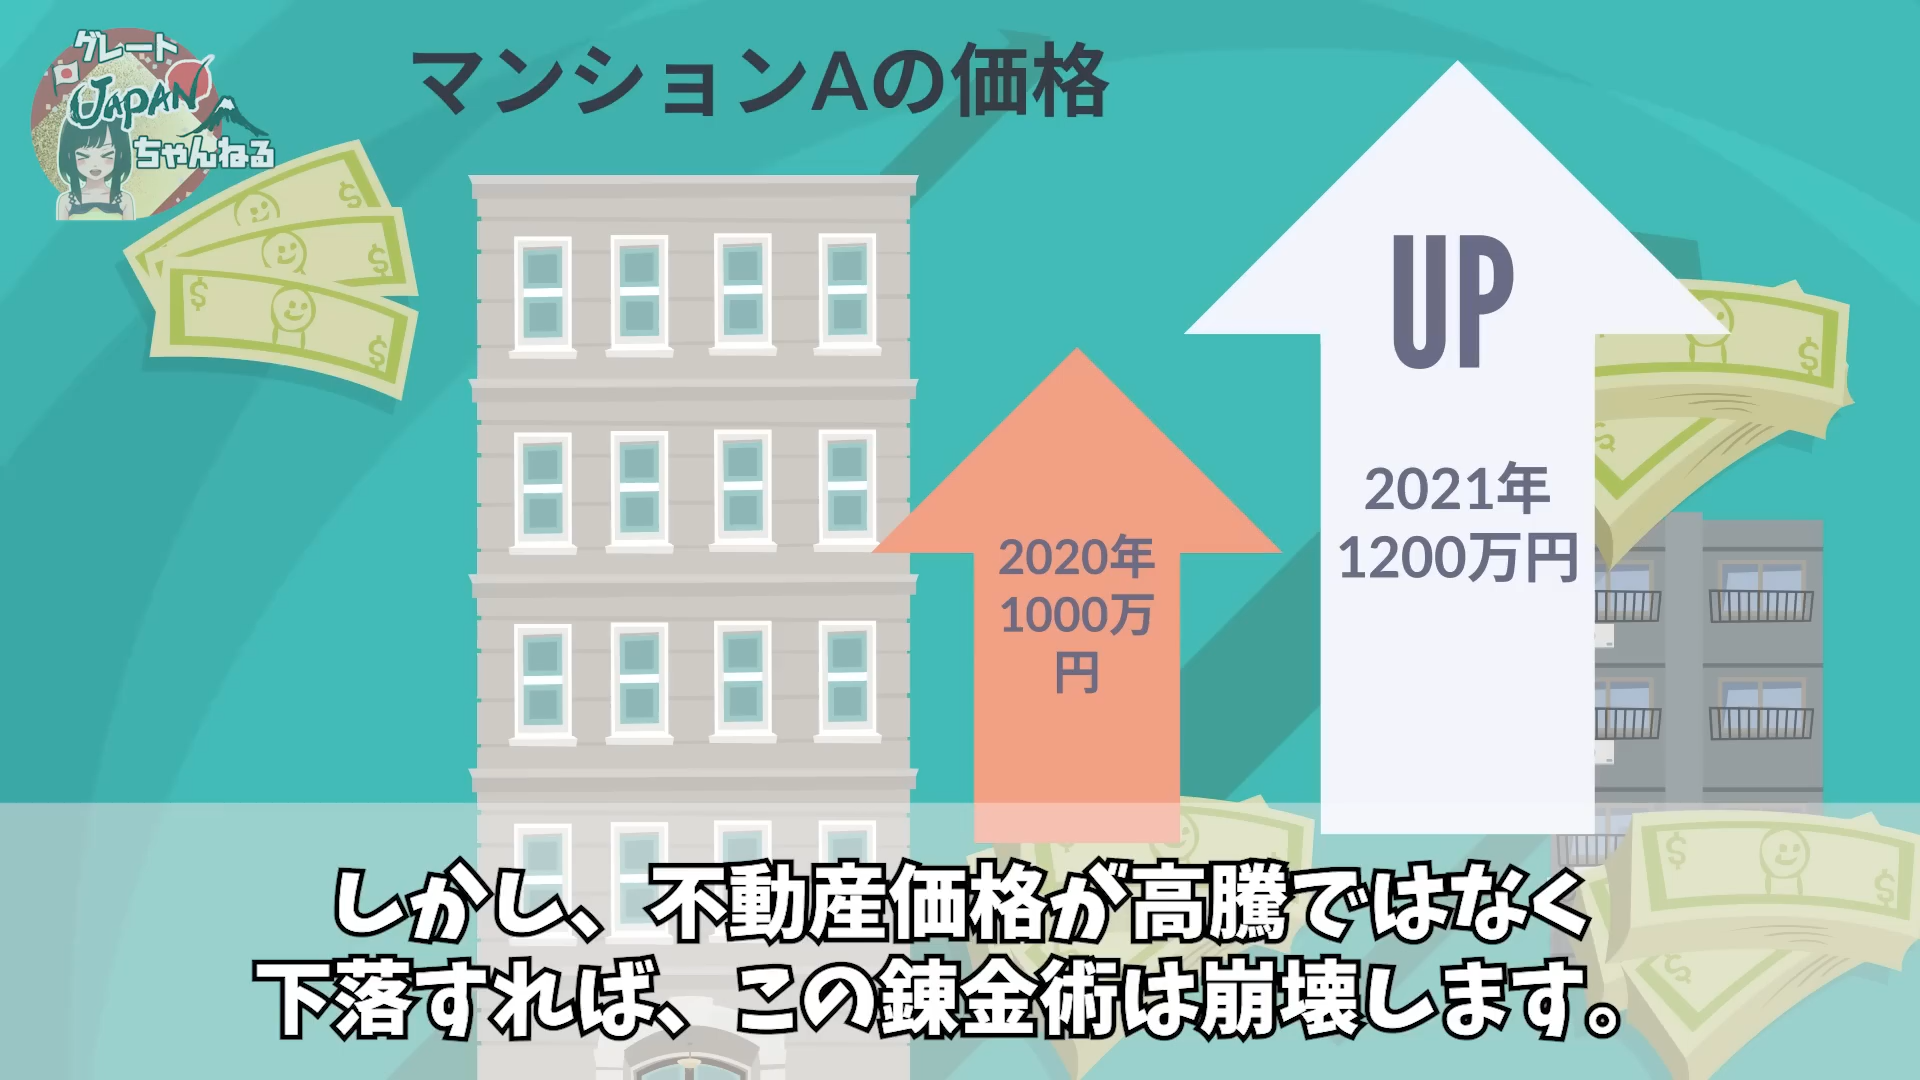 グレート
JAPAN
ちゃんねる
マンションAの価格
UP
2021年
1200万円
2020年
1000万
円
しかし、不動産価格が高騰ではなく
下落すれば、この錬金術は崩壊します。